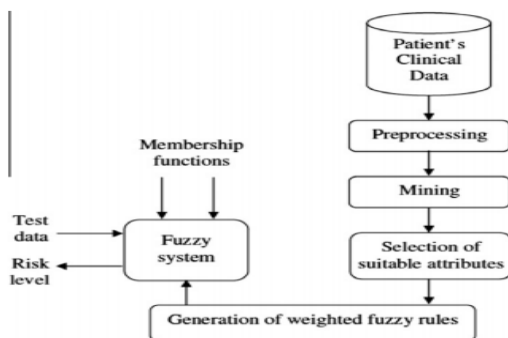 Patient's
Clinical
Data
Preprocessing
Membership
functions
Mining
Test
data
Risk
level
Fuzzy
system
Selection of
suitable attributes
Generation of weighted fuzzy rules